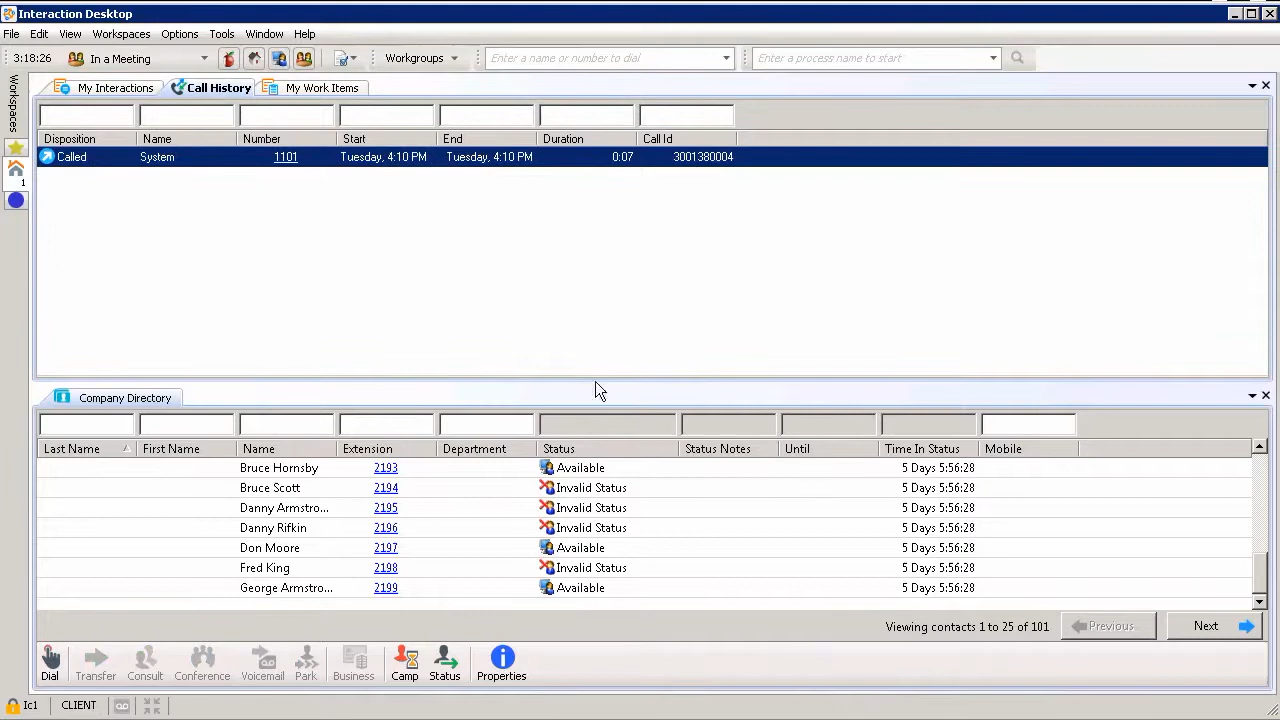 Interaction Desktop
File Edit View Workspaces Options Tools Window Help
3:18:26 In a Meeting Workgroups Enter a name or number to dial Enter a process name to start
Workspaces
1
My Interactions Call History My Work Items
Disposition Name Number Start End Duration Call Id
Called System 1101 Tuesday, 4:10 PM Tuesday, 4:10 PM 0:07 3001380004
Company Directory
Last Name First Name Name Extension Department Status Status Notes Until Time In Status Mobile
Bruce Hornsby 2193 Available 5 Days 5:56:28
Bruce Scott 2194 Invalid Status 5 Days 5:56:28
Danny Armstro... 2195 Invalid Status 5 Days 5:56:28
Danny Rifkin 2196 Invalid Status 5 Days 5:56:28
Don Moore 2197 Available 5 Days 5:56:28
Fred King 2198 Invalid Status 5 Days 5:56:28
George Armstro... 2199 Available 5 Days 5:56:28
Viewing contacts 1 to 25 of 101 Previous Next
Dial Transfer Consult Conference Voicemail Park Business Camp Status Properties
Ic1 CLIENT